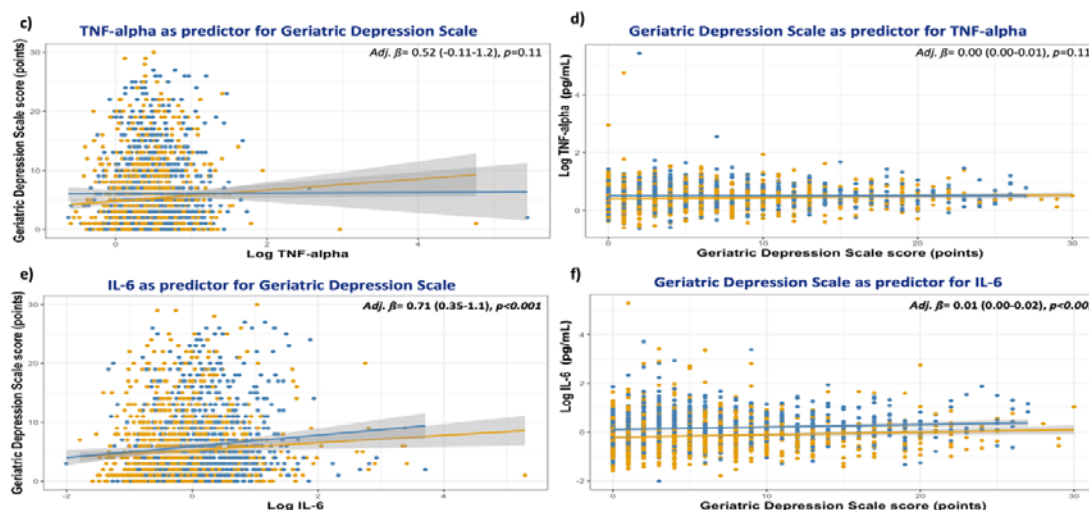 c)
TNF-alpha as predictor for Geriatric Depression Scale
Adj. β= 0.52 (-0.11-1.2), p=0.11
Geriatric Depression Scale score (points)
30
20
10
0
0
2
4
Log TNF-alpha
d)
Geriatric Depression Scale as predictor for TNF-alpha
Adj. β= 0.00 (0.00-0.01), p=0.11
Log TNF-alpha (pg/mL)
4
2
0
0
10
20
30
Geriatric Depression Scale score (points)
e)
IL-6 as predictor for Geriatric Depression Scale
Adj. β= 0.71 (0.35-1.1), p<0.001
Geriatric Depression Scale score (points)
30
20
10
0
-2
0
2
4
Log IL-6
f)
Geriatric Depression Scale as predictor for IL-6
Adj. β= 0.01 (0.00-0.02), p<0.00
Log IL-6 (pg/mL)
4
2
0
-2
0
10
20
30
Geriatric Depression Scale score (points)